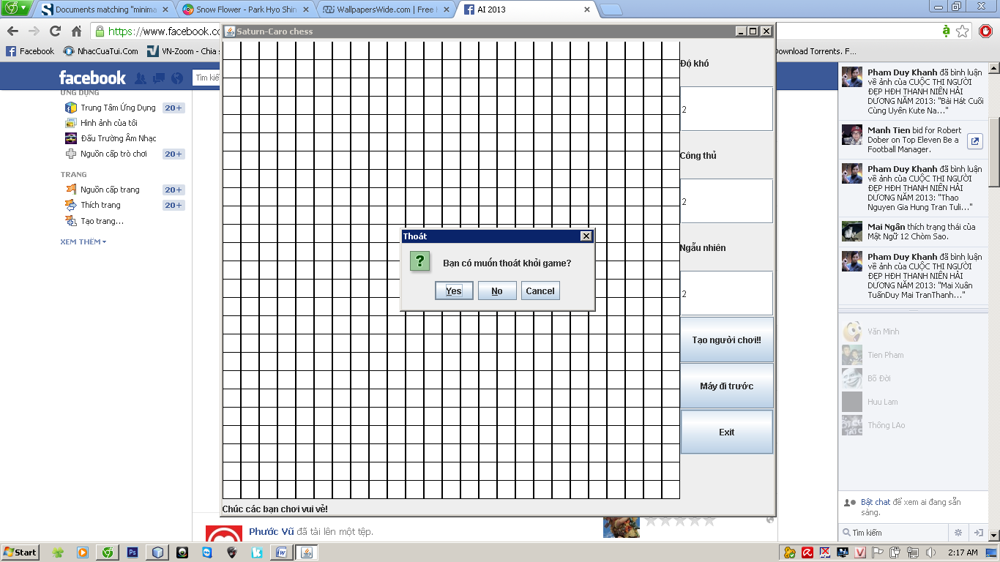 Documents matching "minima
Snow Flower - Park Hyo Shin
WallpapersWide.com | Free H
AI 2013
https://www.facebook.co
Facebook
NhacCuaTui.Com
VN-Zoom - Chia s
Download Torrents. F...
facebook
Tìm kiế
ỨNG DỤNG
Trung Tâm Ứng Dụng 20+
Hình ảnh của tôi
Đấu Trường Âm Nhạc
Nguồn cấp trò chơi 20+
TRANG
Nguồn cấp trang 20+
Thích trang 20+
Tạo trang...
XEM THÊM
Saturn-Caro chess
Độ khó
2
Công thủ
2
Ngẫu nhiên
2
Tạo người chơi!!
Máy đi trước
Exit
Chúc các bạn chơi vui vẻ!
Thoát
Bạn có muốn thoát khỏi game?
Yes
No
Cancel
Phước Vũ đã tải lên một tệp.
Pham Duy Khanh đã bình luận
về ảnh của CUỘC THI NGƯỜI
ĐẸP HĐH THANH NIÊN HẢI
DƯƠNG NĂM 2013: "Bài Hát Cuối
Cùng Uyên Kute Na..."
Manh Tien bid for Robert
Dober on Top Eleven Be a
Football Manager.
Pham Duy Khanh đã bình luận
về ảnh của CUỘC THI NGƯỜI
ĐẸP HĐH THANH NIÊN HẢI
DƯƠNG NĂM 2013: "Thao
Nguyen Gia Hung Tran Tuli..."
Mai Ngân thích trạng thái của
Mật Ngữ 12 Chòm Sao.
Pham Duy Khanh đã bình luận
về ảnh của CUỘC THI NGƯỜI
ĐẸP HĐH THANH NIÊN HẢI
DƯƠNG NĂM 2013: "Mai Xuân
TuấnDuy Mai TranThanh..."
Văn Minh
Tien Pham
Bố Đời
Huu Lam
Thông LAo
Bật chat để xem ai đang sẵn
sàng.
Tìm kiếm
Start
2:17 AM